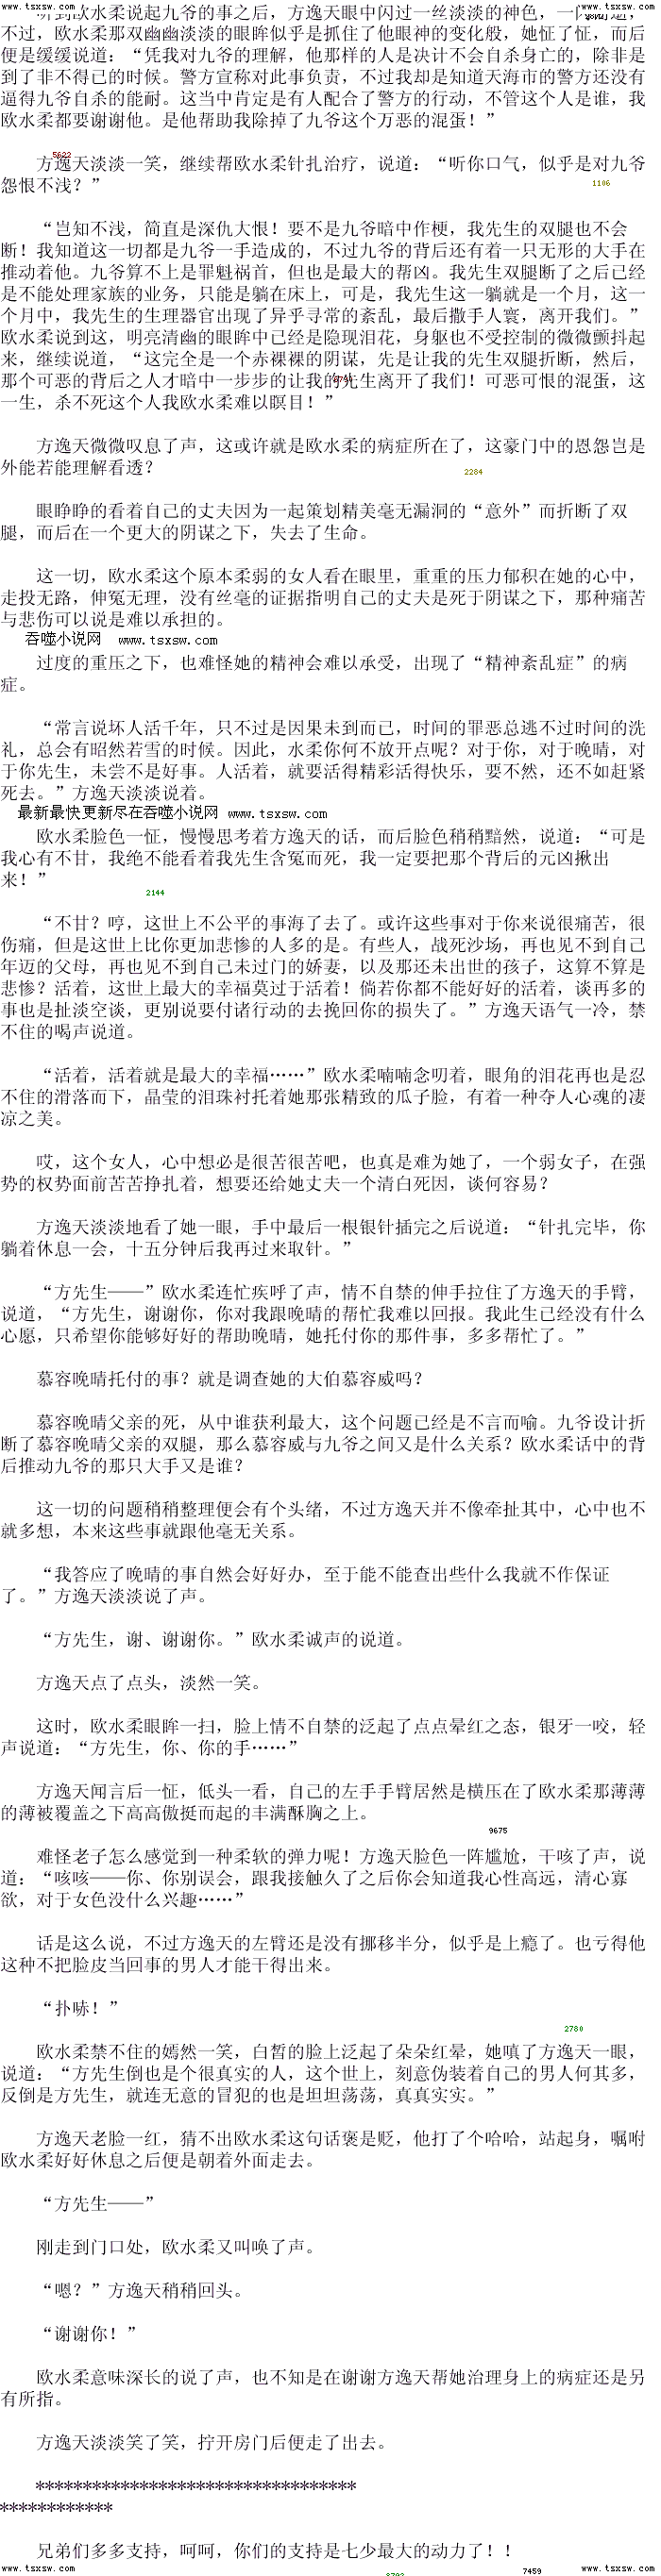 www.tsxsw.com www.tsxsw.com
听到欧水柔说起九爷的事之后，方逸天眼中闪过一丝淡淡的神色，一闪而逝，
不过，欧水柔那双幽幽淡淡的眼眸似乎是抓住了他眼神的变化般，她怔了怔，而后
便是缓缓说道：“凭我对九爷的理解，他那样的人是决计不会自杀身亡的，除非是
到了非不得已的时候。警方宣称对此事负责，不过我却是知道天海市的警方还没有
逼得九爷自杀的能耐。这当中肯定是有人配合了警方的行动，不管这个人是谁，我
欧水柔都要谢谢他。是他帮助我除掉了九爷这个万恶的混蛋！”
5622
方逸天淡淡一笑，继续帮欧水柔针扎治疗，说道：“听你口气，似乎是对九爷
怨恨不浅？”
1106
“岂知不浅，简直是深仇大恨！要不是九爷暗中作梗，我先生的双腿也不会
断！我知道这一切都是九爷一手造成的，不过九爷的背后还有着一只无形的大手在
推动着他。九爷算不上是罪魁祸首，但也是最大的帮凶。我先生双腿断了之后已经
是不能处理家族的业务，只能是躺在床上，可是，我先生这一躺就是一个月，这一
个月中，我先生的生理器官出现了异乎寻常的紊乱，最后撒手人寰，离开我们。”
欧水柔说到这，明亮清幽的眼眸中已经是隐现泪花，身躯也不受控制的微微颤抖起
来，继续说道，“这完全是一个赤裸裸的阴谋，先是让我的先生双腿折断，然后，
那个可恶的背后之人才暗中一步步的让我的先生离开了我们！可恶可恨的混蛋，这
一生，杀不死这个人我欧水柔难以瞑目！”
方逸天微微叹息了声，这或许就是欧水柔的病症所在了，这豪门中的恩怨岂是
外能若能理解看透？
2284
眼睁睁的看着自己的丈夫因为一起策划精美毫无漏洞的“意外”而折断了双
腿，而后在一个更大的阴谋之下，失去了生命。
这一切，欧水柔这个原本柔弱的女人看在眼里，重重的压力郁积在她的心中，
走投无路，伸冤无理，没有丝毫的证据指明自己的丈夫是死于阴谋之下，那种痛苦
与悲伤可以说是难以承担的。
吞噬小说网 www.tsxsw.com
过度的重压之下，也难怪她的精神会难以承受，出现了“精神紊乱症”的病
症。
“常言说坏人活千年，只不过是因果未到而已，时间的罪恶总逃不过时间的洗
礼，总会有昭然若雪的时候。因此，水柔你何不放开点呢？对于你，对于晚晴，对
于你先生，未尝不是好事。人活着，就要活得精彩活得快乐，要不然，还不如赶紧
死去。”方逸天淡淡说着。
最新最快更新尽在吞噬小说网 www.tsxsw.com
欧水柔脸色一怔，慢慢思考着方逸天的话，而后脸色稍稍黯然，说道：“可是
我心有不甘，我绝不能看着我先生含冤而死，我一定要把那个背后的元凶揪出
来！”
2144
“不甘？哼，这世上不公平的事海了去了。或许这些事对于你来说很痛苦，很
伤痛，但是这世上比你更加悲惨的人多的是。有些人，战死沙场，再也见不到自己
年迈的父母，再也见不到自己未过门的娇妻，以及那还未出世的孩子，这算不算是
悲惨？活着，这世上最大的幸福莫过于活着！倘若你都不能好好的活着，谈再多的
事也是扯淡空谈，更别说要付诸行动的去挽回你的损失了。”方逸天语气一冷，禁
不住的喝声说道。
“活着，活着就是最大的幸福……”欧水柔喃喃念叨着，眼角的泪花再也是忍
不住的滑落而下，晶莹的泪珠衬托着她那张精致的瓜子脸，有着一种夺人心魂的凄
凉之美。
哎，这个女人，心中想必是很苦很苦吧，也真是难为她了，一个弱女子，在强
势的权势面前苦苦挣扎着，想要还给她丈夫一个清白死因，谈何容易？
方逸天淡淡地看了她一眼，手中最后一根银针插完之后说道：“针扎完毕，你
躺着休息一会，十五分钟后我再过来取针。”
“方先生——”欧水柔连忙疾呼了声，情不自禁的伸手拉住了方逸天的手臂，
说道，“方先生，谢谢你，你对我跟晚晴的帮忙我难以回报。我此生已经没有什么
心愿，只希望你能够好好的帮助晚晴，她托付你的那件事，多多帮忙了。”
慕容晚晴托付的事？就是调查她的大伯慕容威吗？
慕容晚晴父亲的死，从中谁获利最大，这个问题已经是不言而喻。九爷设计折
断了慕容晚晴父亲的双腿，那么慕容威与九爷之间又是什么关系？欧水柔话中的背
后推动九爷的那只大手又是谁？
这一切的问题稍稍整理便会有个头绪，不过方逸天并不像牵扯其中，心中也不
就多想，本来这些事就跟他毫无关系。
“我答应了晚晴的事自然会好好办，至于能不能查出些什么我就不作保证
了。”方逸天淡淡说了声。
“方先生，谢、谢谢你。”欧水柔诚声的说道。
方逸天点了点头，淡然一笑。
这时，欧水柔眼眸一扫，脸上情不自禁的泛起了点点晕红之态，银牙一咬，轻
声说道：“方先生，你、你的手……”
方逸天闻言后一怔，低头一看，自己的左手手臂居然是横压在了欧水柔那薄薄
的薄被覆盖之下高高傲挺而起的丰满酥胸之上。
9675
难怪老子怎么感觉到一种柔软的弹力呢！方逸天脸色一阵尴尬，干咳了声，说
道：“咳咳——你、你别误会，跟我接触久了之后你会知道我心性高远，清心寡
欲，对于女色没什么兴趣……”
话是这么说，不过方逸天的左臂还是没有挪移半分，似乎是上瘾了。也亏得他
这种不把脸皮当回事的男人才能干得出来。
“扑哧！”
2780
欧水柔禁不住的嫣然一笑，白皙的脸上泛起了朵朵红晕，她嗔了方逸天一眼，
说道：“方先生倒也是个很真实的人，这个世上，刻意伪装着自己的男人何其多，
反倒是方先生，就连无意的冒犯的也是坦坦荡荡，真真实实。”
方逸天老脸一红，猜不出欧水柔这句话褒是贬，他打了个哈哈，站起身，嘱咐
欧水柔好好休息之后便是朝着外面走去。
“方先生——”
刚走到门口处，欧水柔又叫唤了声。
“嗯？”方逸天稍稍回头。
“谢谢你！”
欧水柔意味深长的说了声，也不知是在谢谢方逸天帮她治理身上的病症还是另
有所指。
方逸天淡淡笑了笑，拧开房门后便走了出去。
**********************************
************
兄弟们多多支持，呵呵，你们的支持是七少最大的动力了！！
www.tsxsw.com 7459 www.tsxsw.com